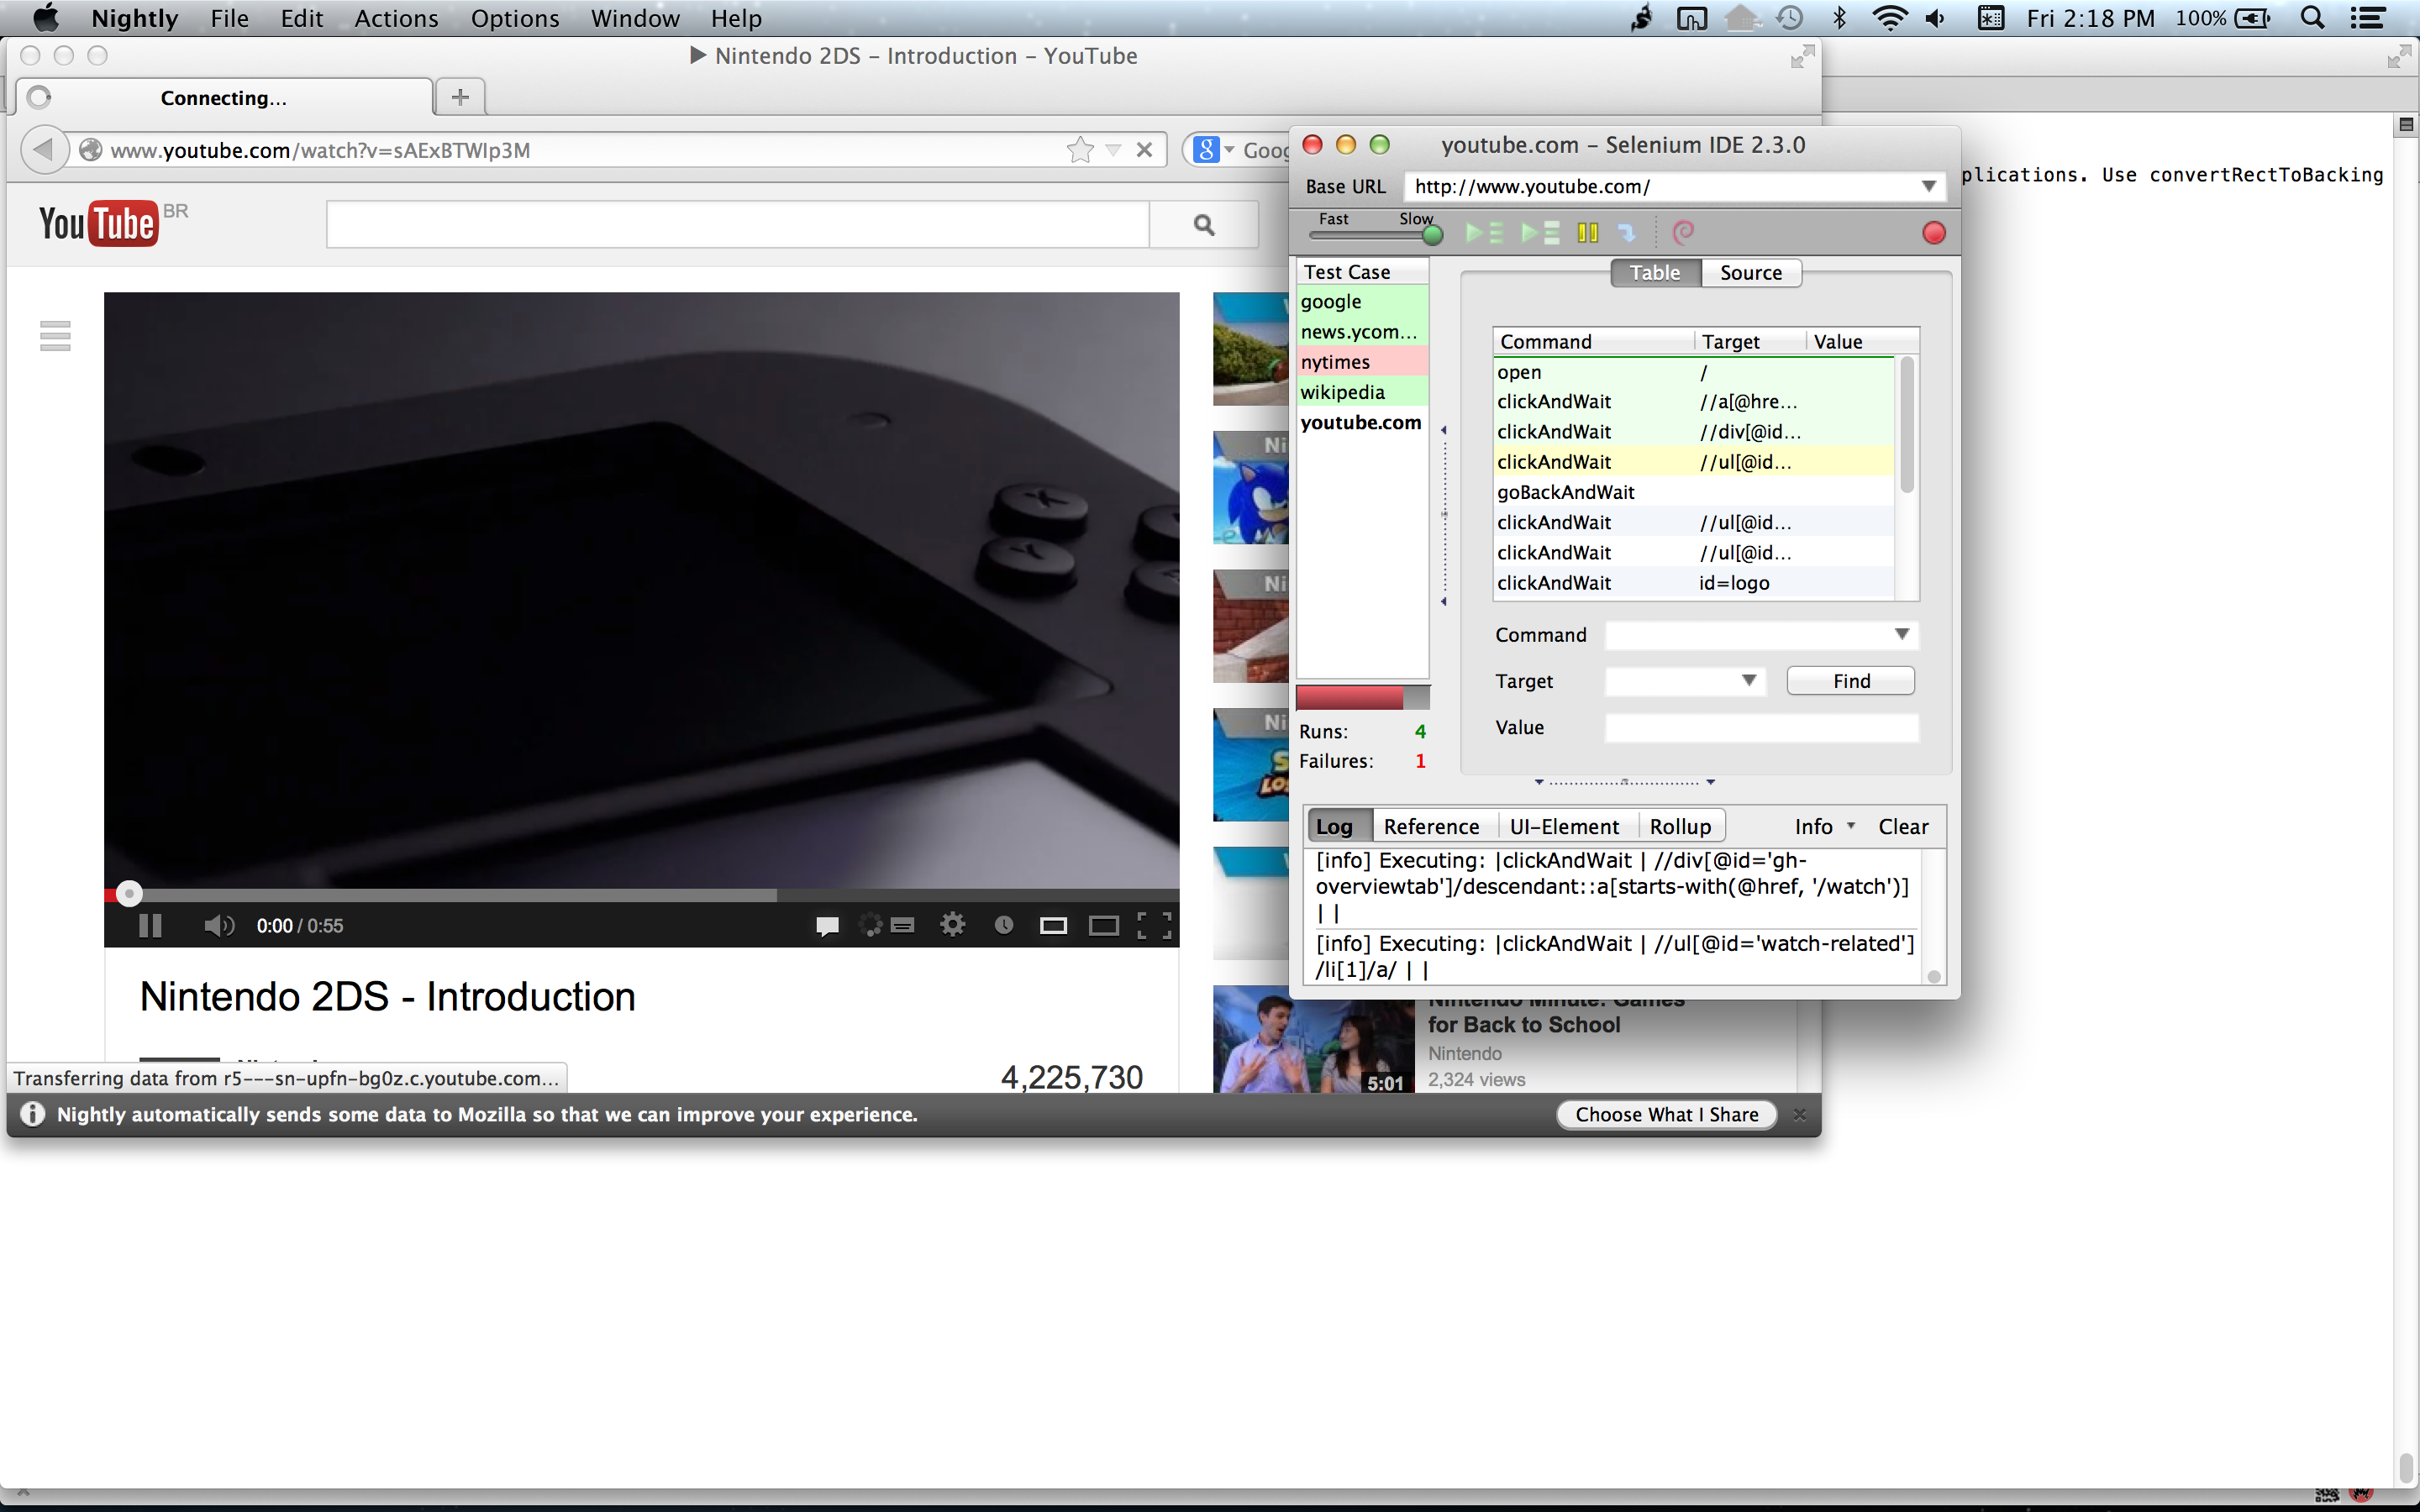 Nightly File Edit Actions Options Window Help Fri 2:18 PM 100%
Nintendo 2DS – Introduction – YouTube
Connecting...
www.youtube.com/watch?v=sAExBTWIp3M
Goog
YouTube BR
youtube.com – Selenium IDE 2.3.0
Base URL http://www.youtube.com/
plications. Use convertRectToBacking
Fast Slow
Test Case
google
news.ycom...
nytimes
wikipedia
youtube.com
Runs: 4
Failures: 1
Table Source
Command Target Value
open /
clickAndWait //a[@hre...
clickAndWait //div[@id...
clickAndWait //ul[@id...
goBackAndWait
clickAndWait //ul[@id...
clickAndWait //ul[@id...
clickAndWait id=logo
Command
Target Find
Value
Log Reference UI-Element Rollup Info Clear
[info] Executing: |clickAndWait | //div[@id='gh-
overviewtab']/descendant::a[starts-with(@href, '/watch')]
| |
[info] Executing: |clickAndWait | //ul[@id='watch-related']
/li[1]/a/ | |
X
Y
Ni
Ni
Ni
0:00 / 0:55
Nintendo 2DS - Introduction
4,225,730
Nintendo Minute: Games
for Back to School
Nintendo
2,324 views
5:01
Transferring data from r5---sn-upfn-bg0z.c.youtube.com...
Nightly automatically sends some data to Mozilla so that we can improve your experience.
Choose What I Share